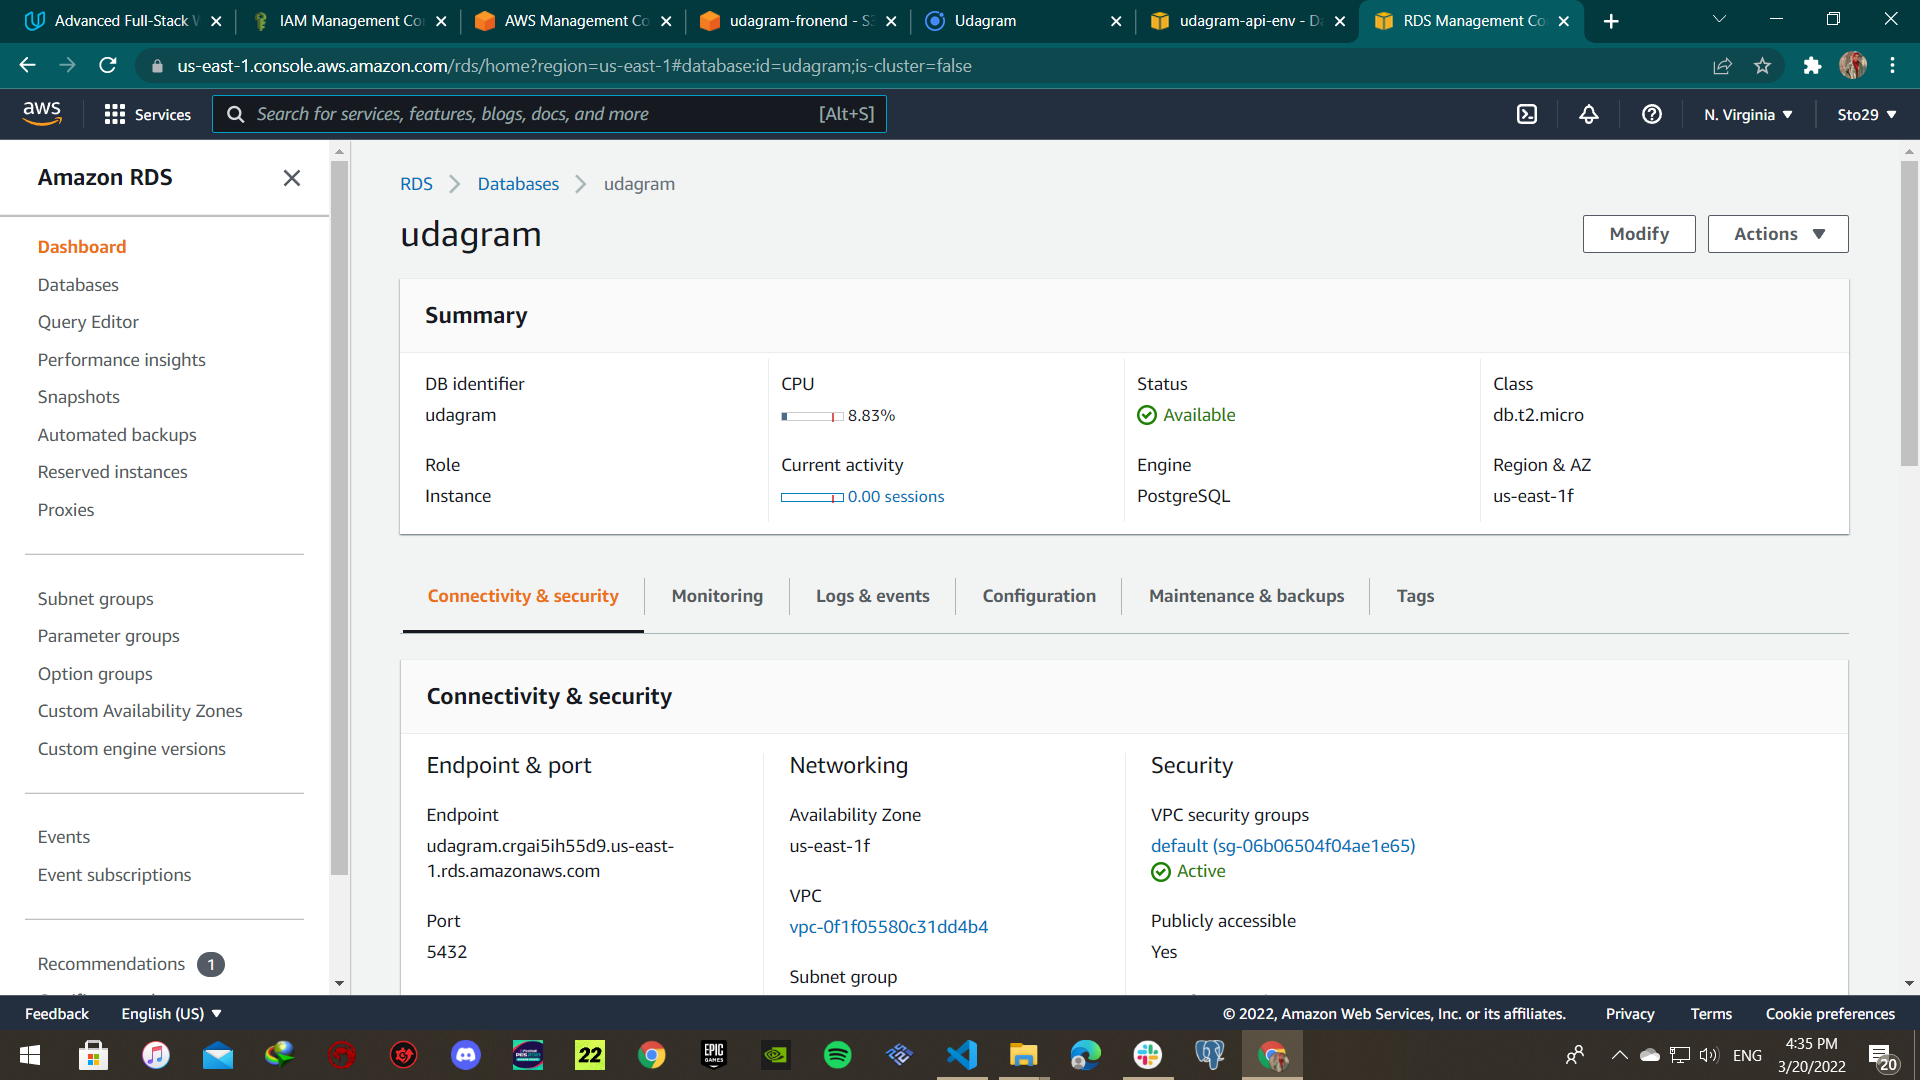 Advanced Full-Stack W
IAM Management Co
AWS Management Co
udagram-fronend - S3
Udagram
udagram-api-env - Da
RDS Management Co
us-east-1.console.aws.amazon.com/rds/home?region=us-east-1#database:id=udagram;is-cluster=false
aws
Services
Search for services, features, blogs, docs, and more
[Alt+S]
N. Virginia
Sto29
Amazon RDS
Dashboard
Databases
Query Editor
Performance insights
Snapshots
Automated backups
Reserved instances
Proxies
Subnet groups
Parameter groups
Option groups
Custom Availability Zones
Custom engine versions
Events
Event subscriptions
Recommendations 1
RDS
Databases
udagram
udagram
Modify
Actions
Summary
DB identifier
udagram
CPU
8.83%
Status
Available
Class
db.t2.micro
Role
Instance
Current activity
0.00 sessions
Engine
PostgreSQL
Region & AZ
us-east-1f
Connectivity & security
Monitoring
Logs & events
Configuration
Maintenance & backups
Tags
Connectivity & security
Endpoint & port
Endpoint
udagram.crgai5ih55d9.us-east-
1.rds.amazonaws.com
Port
5432
Networking
Availability Zone
us-east-1f
VPC
vpc-0f1f05580c31dd4b4
Subnet group
Security
VPC security groups
default (sg-06b06504f04ae1e65)
Active
Publicly accessible
Yes
Feedback
English (US)
© 2022, Amazon Web Services, Inc. or its affiliates.
Privacy
Terms
Cookie preferences
22
EPIC
GAMES
ENG
4:35 PM
3/20/2022
20